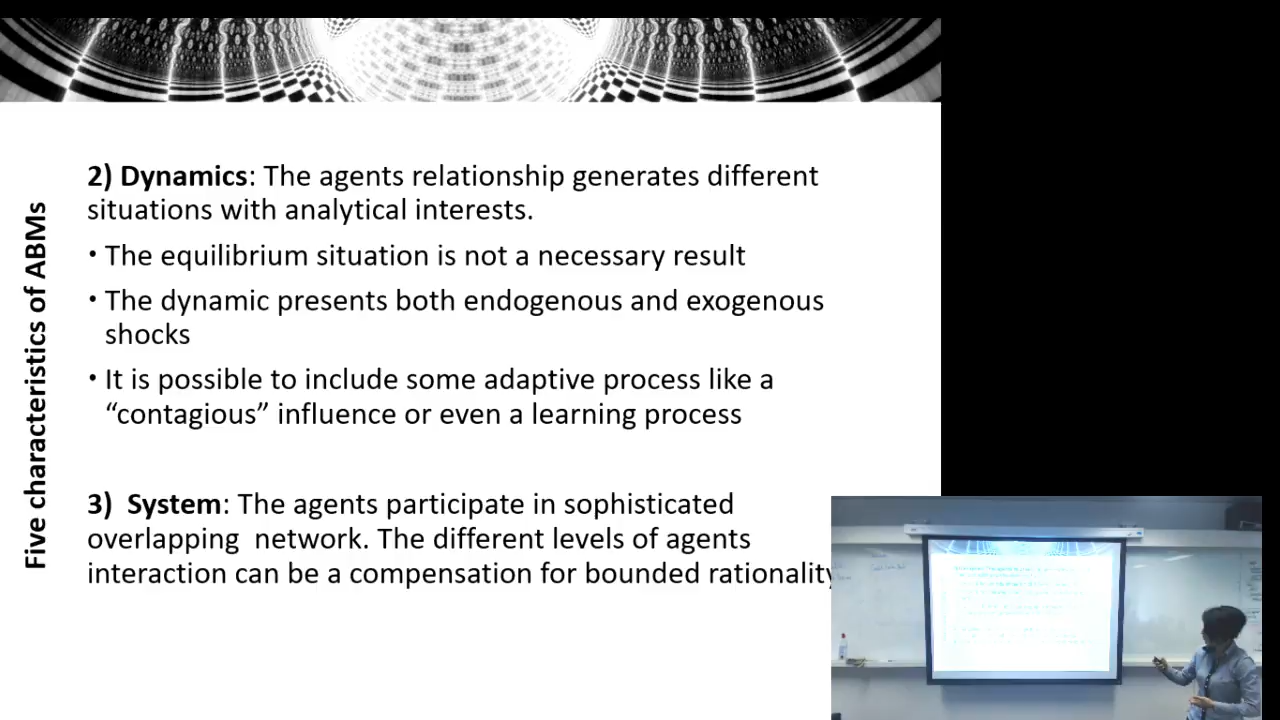 Five characteristics of ABMs
2) Dynamics: The agents relationship generates different
situations with analytical interests.
• The equilibrium situation is not a necessary result
• The dynamic presents both endogenous and exogenous
shocks
• It is possible to include some adaptive process like a
“contagious” influence or even a learning process
3)  System: The agents participate in sophisticated
overlapping  network. The different levels of agents
interaction can be a compensation for bounded rationality